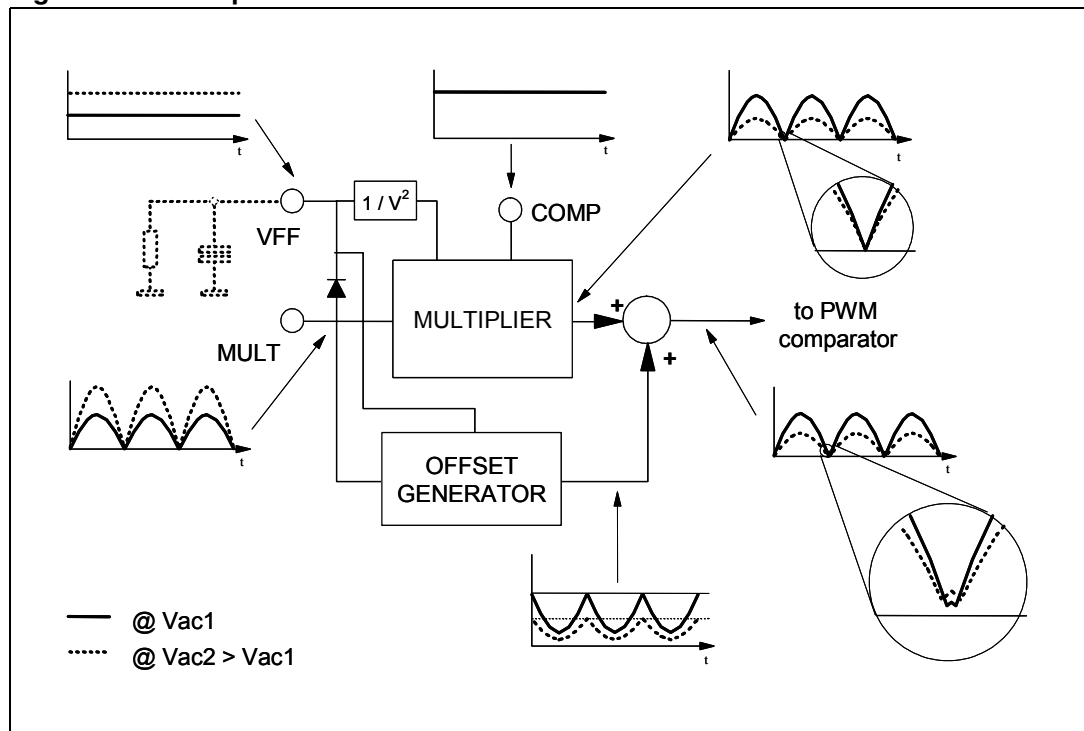 t
t
t
1 / V²
COMP
VFF
+
MULTIPLIER
to PWM
comparator
MULT
+
t
t
OFFSET
GENERATOR
t
@ Vac1
@ Vac2 > Vac1